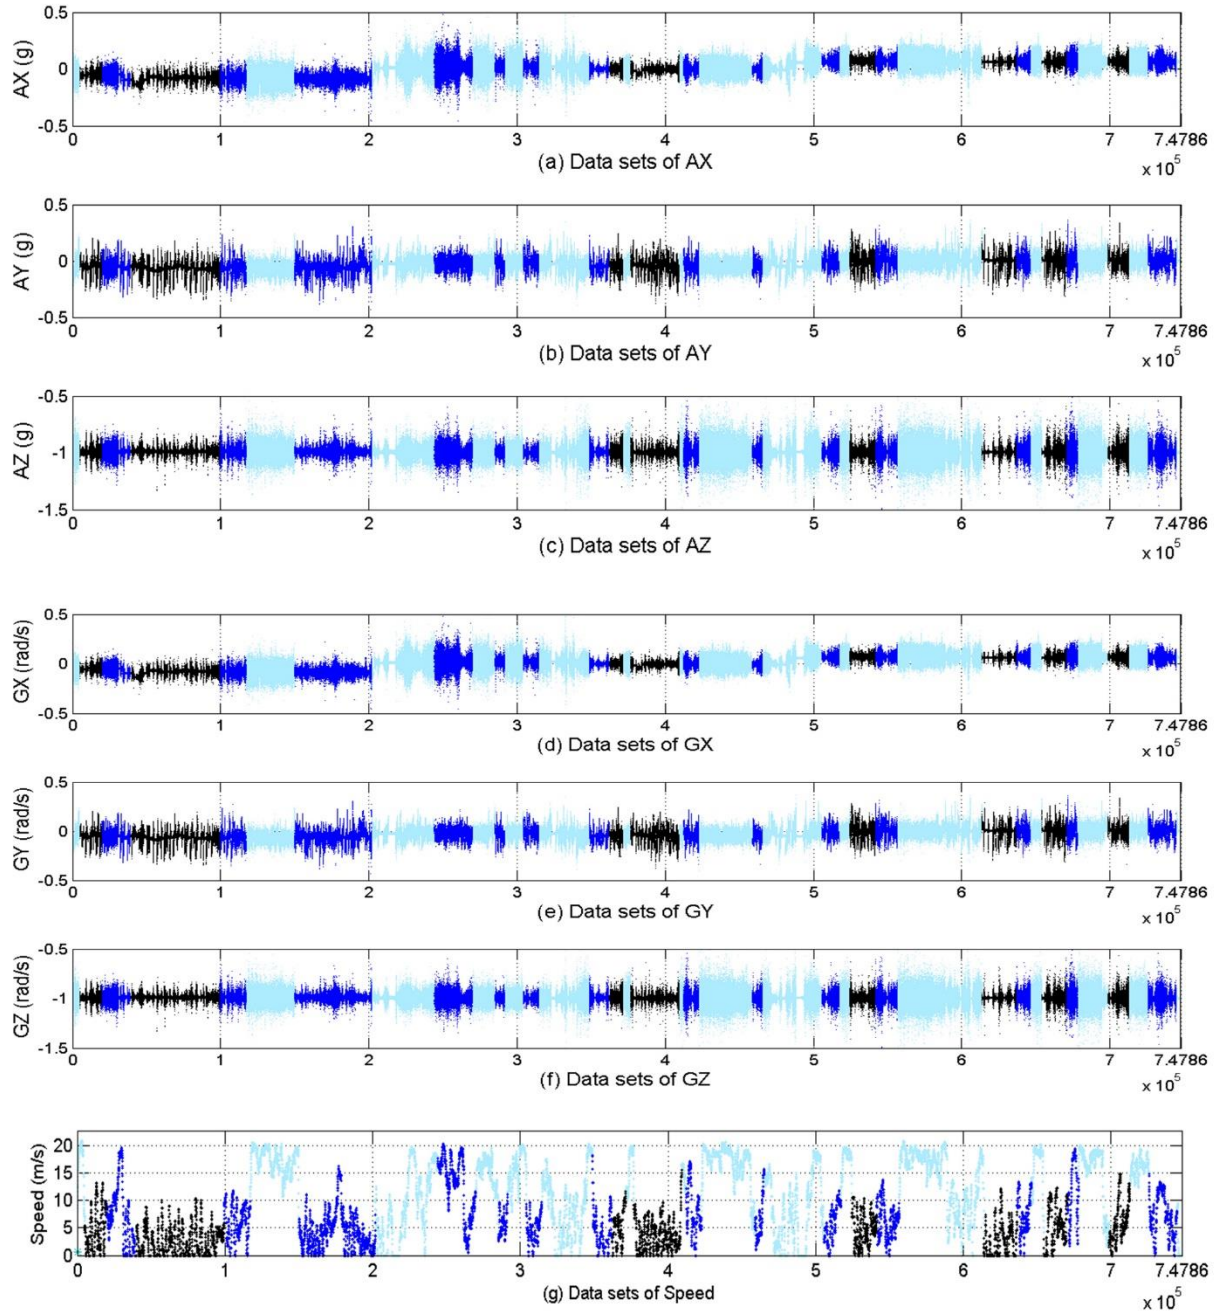 0.5
AX (g)
0
-0.5
0 1 2 3 4 5 6 7 7.4786
(a) Data sets of AX
x 10^5
0.5
AY (g)
0
-0.5
0 1 2 3 4 5 6 7 7.4786
(b) Data sets of AY
x 10^5
-0.5
AZ (g)
-1
-1.5
0 1 2 3 4 5 6 7 7.4786
(c) Data sets of AZ
x 10^5
0.5
GX (rad/s)
0
-0.5
0 1 2 3 4 5 6 7 7.4786
(d) Data sets of GX
x 10^5
0.5
GY (rad/s)
0
-0.5
0 1 2 3 4 5 6 7 7.4786
(e) Data sets of GY
x 10^5
-0.5
GZ (rad/s)
-1
-1.5
0 1 2 3 4 5 6 7 7.4786
(f) Data sets of GZ
x 10^5
20
Speed (m/s)
15
10
5
0
0 1 2 3 4 5 6 7 7.4786
(g) Data sets of Speed
x 10^5